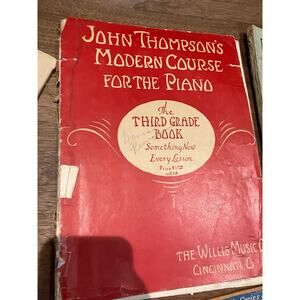 JOHN THOMPSON'S
MODERN COURSE
FOR THE PIANO
The
THIRD GRADE
BOOK
Something New
Every Lesson
THE WILLIS MUSIC
CINCINNATI, O